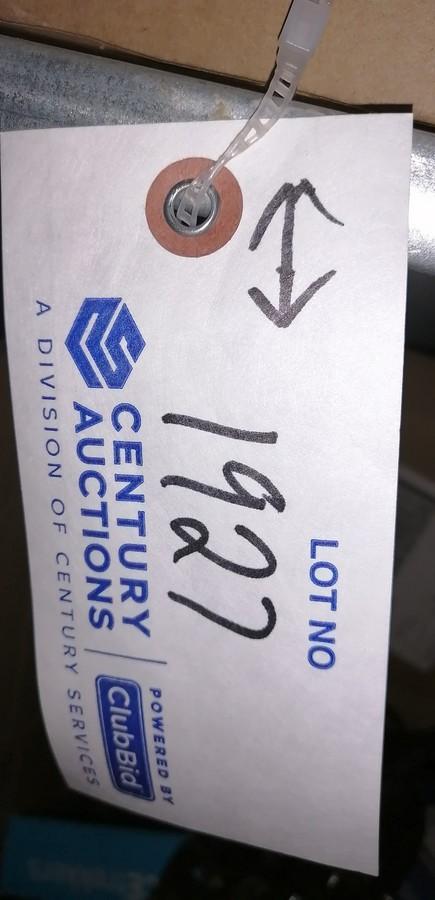 LOT NO
1927
CENTURY
AUCTIONS
POWERED BY
ClubBid
A DIVISION OF CENTURY SERVICES